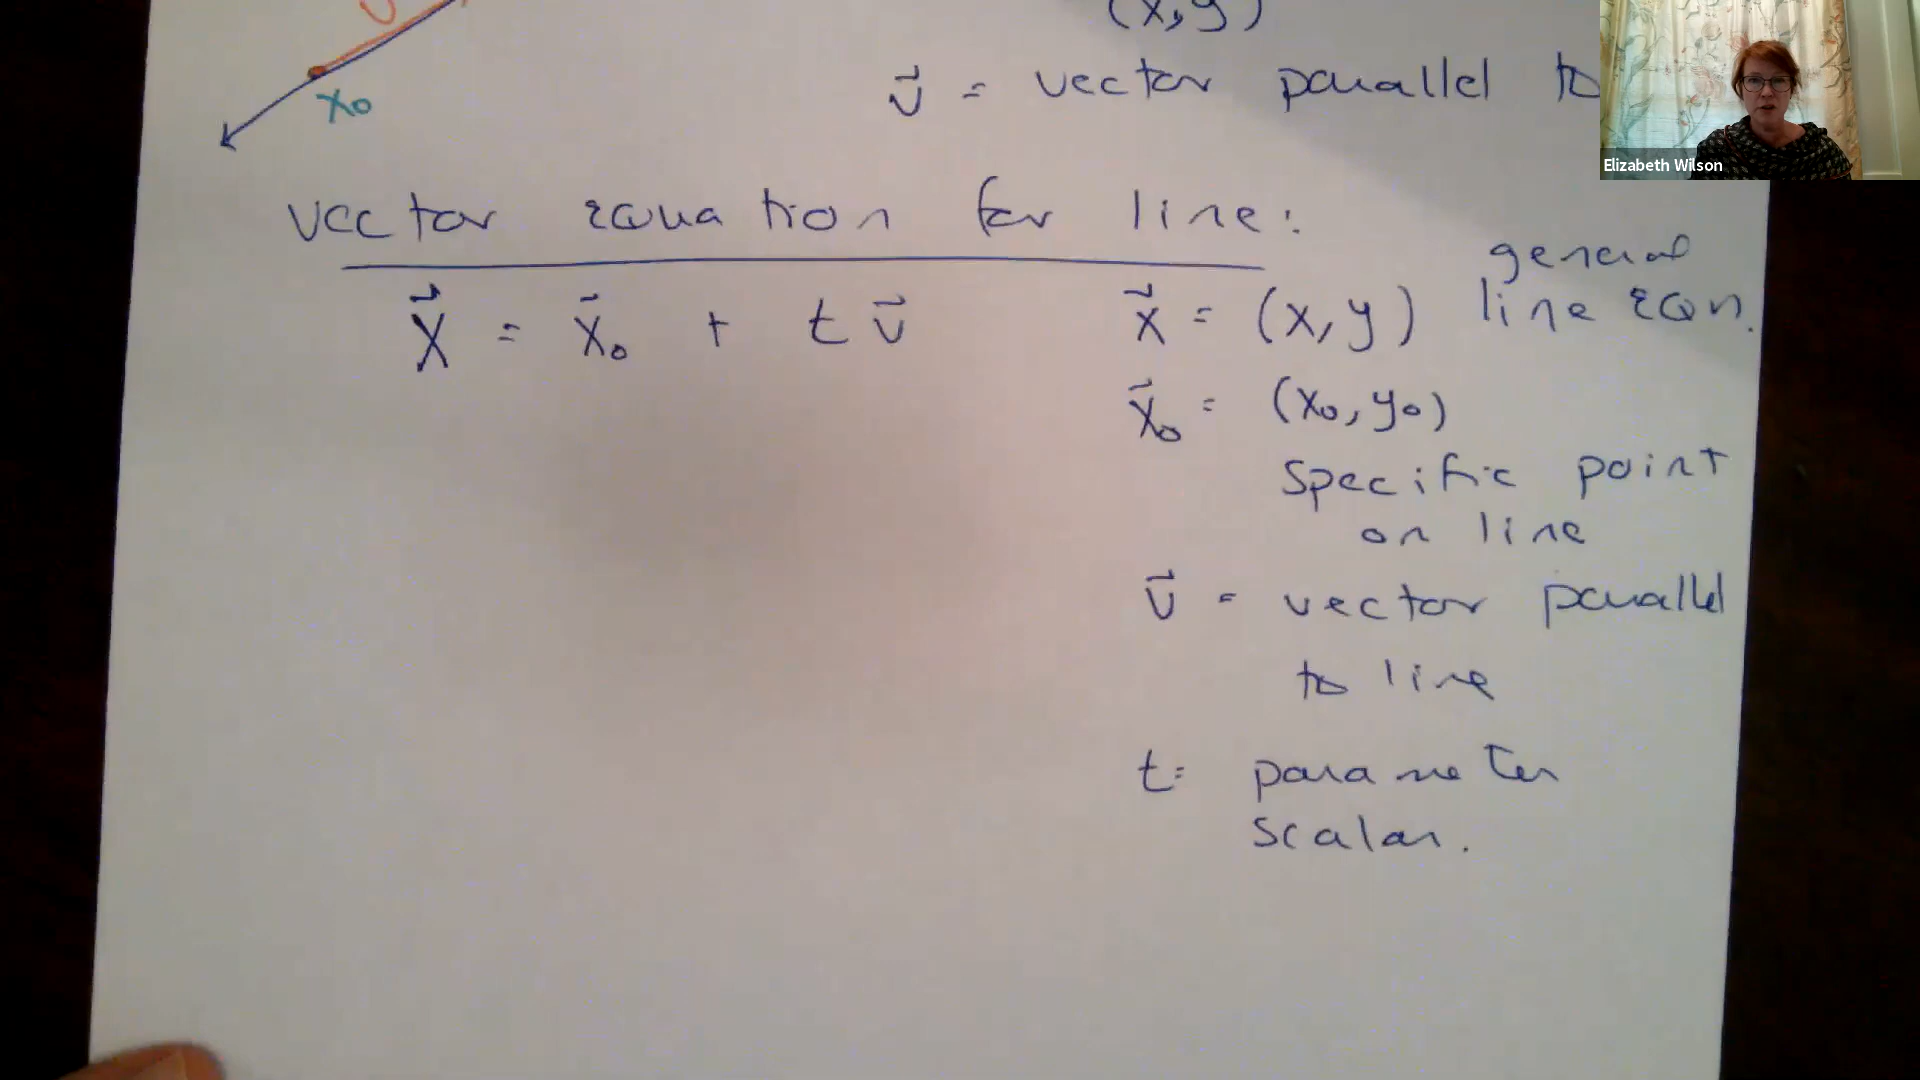 v
(x,y)
x₀
v⃗ = vector parallel to
Elizabeth Wilson
vector equation for line:
general
x⃗ = x⃗₀ + t v⃗
x⃗ = (x,y) line eqn.
x⃗₀ = (x₀, y₀)
specific point
on line
v⃗ = vector parallel
to line
t = parameter
scalar.